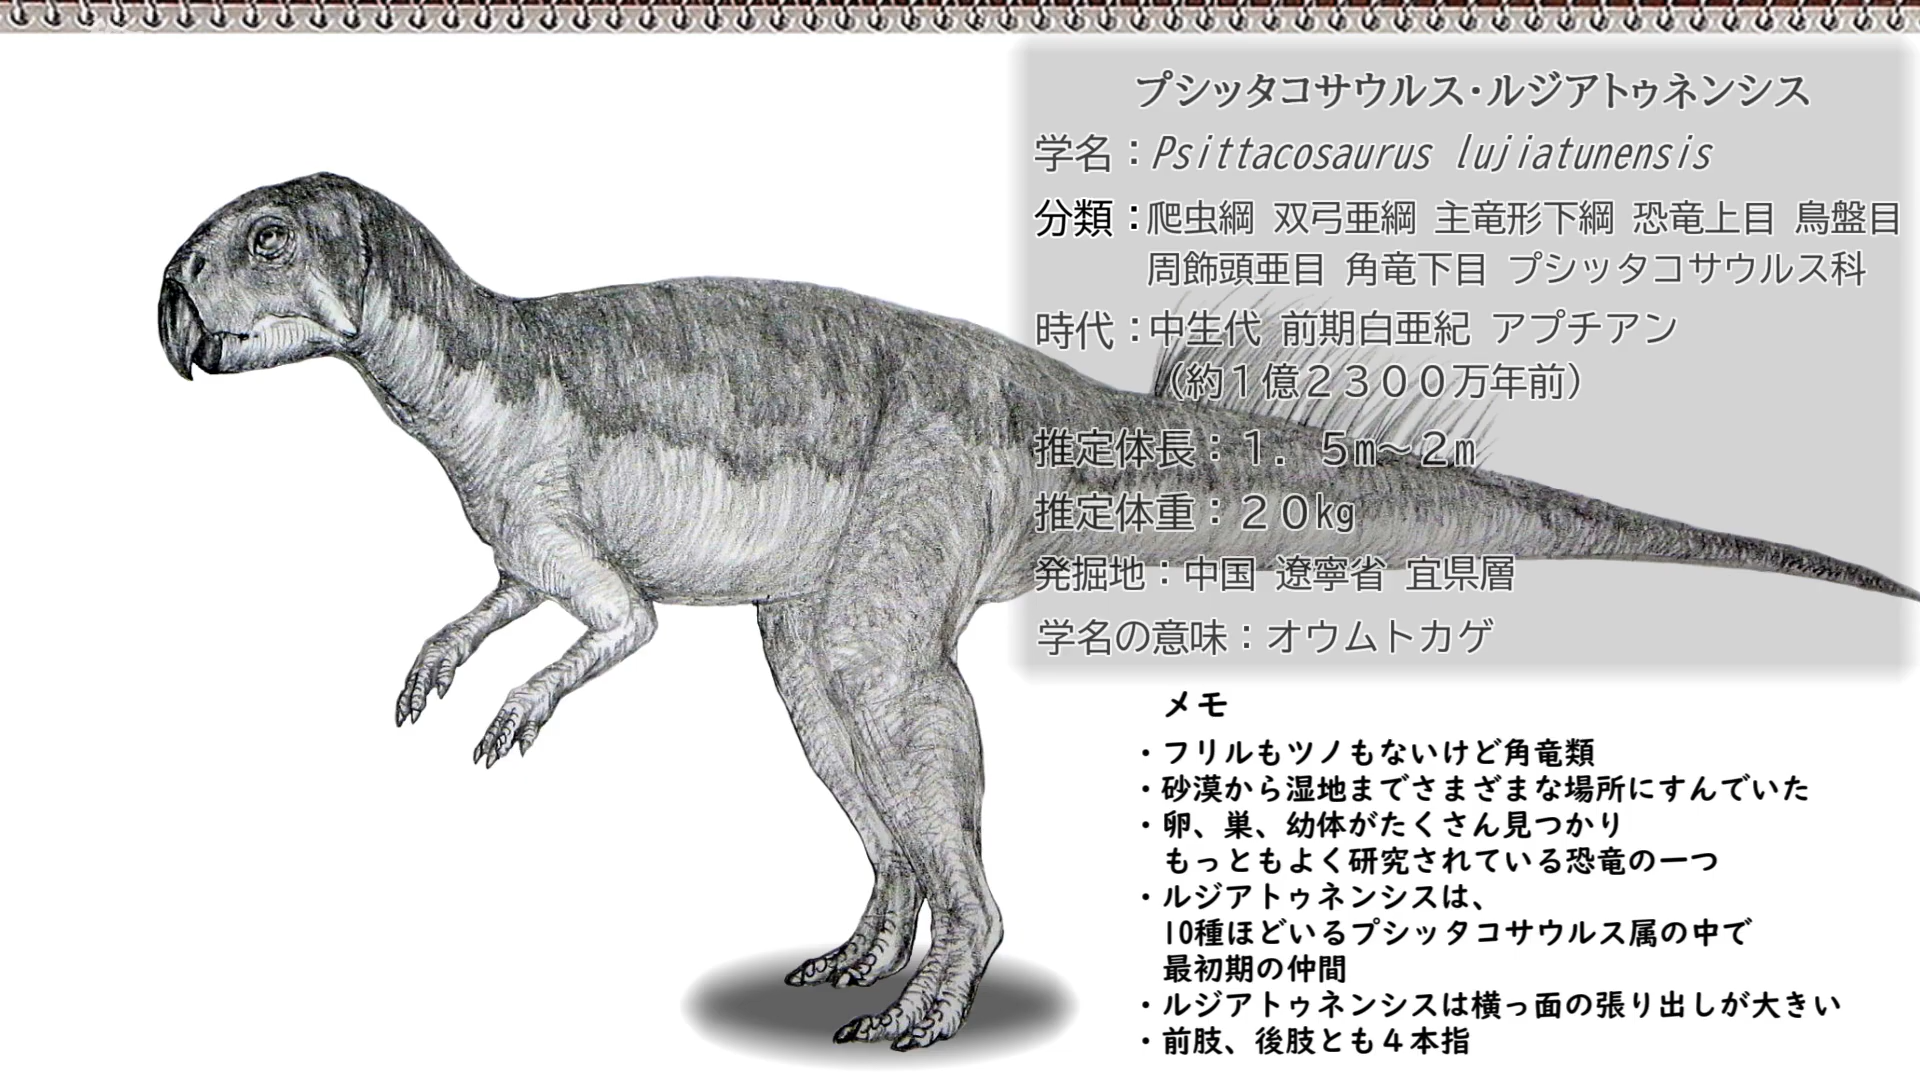 プシッタコサウルス・ルジアトゥネンシス
学名：Psittacosaurus lujiatunensis
分類：爬虫綱 双弓亜綱 主竜形下綱 恐竜上目 鳥盤目
周飾頭亜目 角竜下目 プシッタコサウルス科
時代：中生代 前期白亜紀 アプチアン
（約１億２３００万年前）
推定体長：１．５ｍ～２ｍ
推定体重：２０㎏
発掘地：中国 遼寧省 宜県層
学名の意味：オウムトカゲ
メモ
・フリルもツノもないけど角竜類
・砂漠から湿地までさまざまな場所にすんでいた
・卵、巣、幼体がたくさん見つかり
もっともよく研究されている恐竜の一つ
・ルジアトゥネンシスは、
10種ほどいるプシッタコサウルス属の中で
最初期の仲間
・ルジアトゥネンシスは横っ面の張り出しが大きい
・前肢、後肢とも４本指